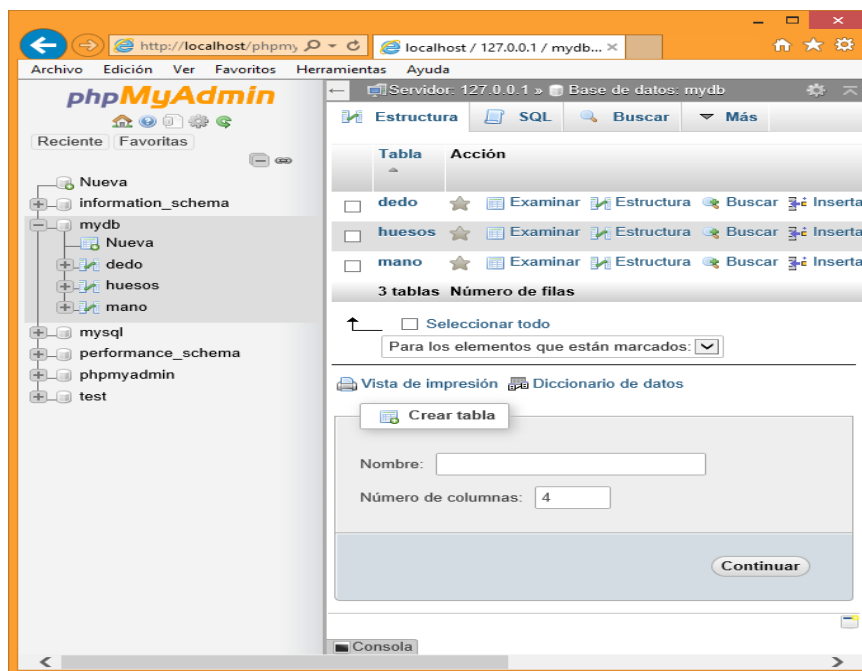 http://localhost/phpmy
localhost / 127.0.0.1 / mydb...
Archivo Edición Ver Favoritos Herramientas Ayuda
phpMyAdmin
Reciente Favoritas
Nueva
information_schema
mydb
Nueva
dedo
huesos
mano
mysql
performance_schema
phpmyadmin
test
Servidor: 127.0.0.1 » Base de datos: mydb
Estructura SQL Buscar Más
Tabla Acción
dedo Examinar Estructura Buscar Inserta
huesos Examinar Estructura Buscar Inserta
mano Examinar Estructura Buscar Inserta
3 tablas Número de filas
Seleccionar todo
Para los elementos que están marcados:
Vista de impresión Diccionario de datos
Crear tabla
Nombre:
Número de columnas: 4
Continuar
Consola